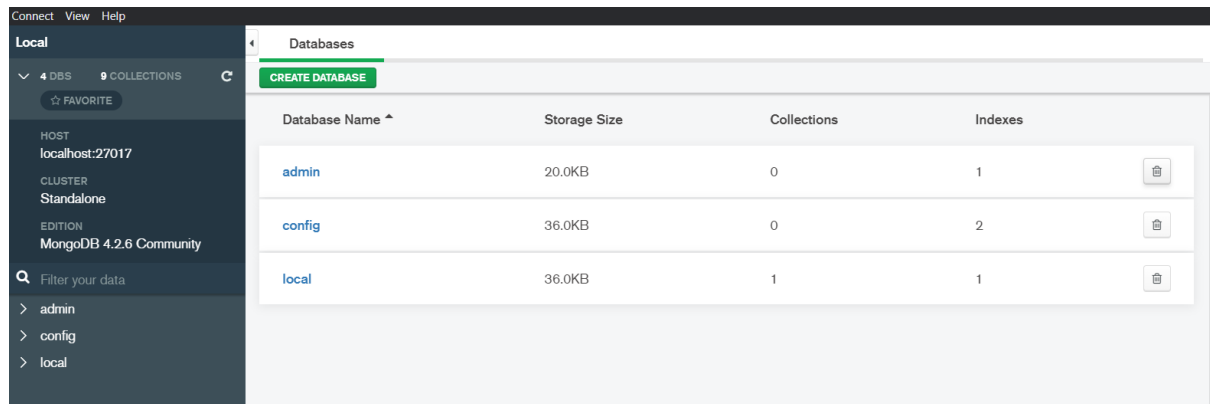 Connect View Help
Local
Databases
4 DBS 9 COLLECTIONS
CREATE DATABASE
FAVORITE
HOST
localhost:27017
CLUSTER
Standalone
EDITION
MongoDB 4.2.6 Community
Filter your data
admin
config
local
Database Name Storage Size Collections Indexes
admin 20.0KB 0 1
config 36.0KB 0 2
local 36.0KB 1 1